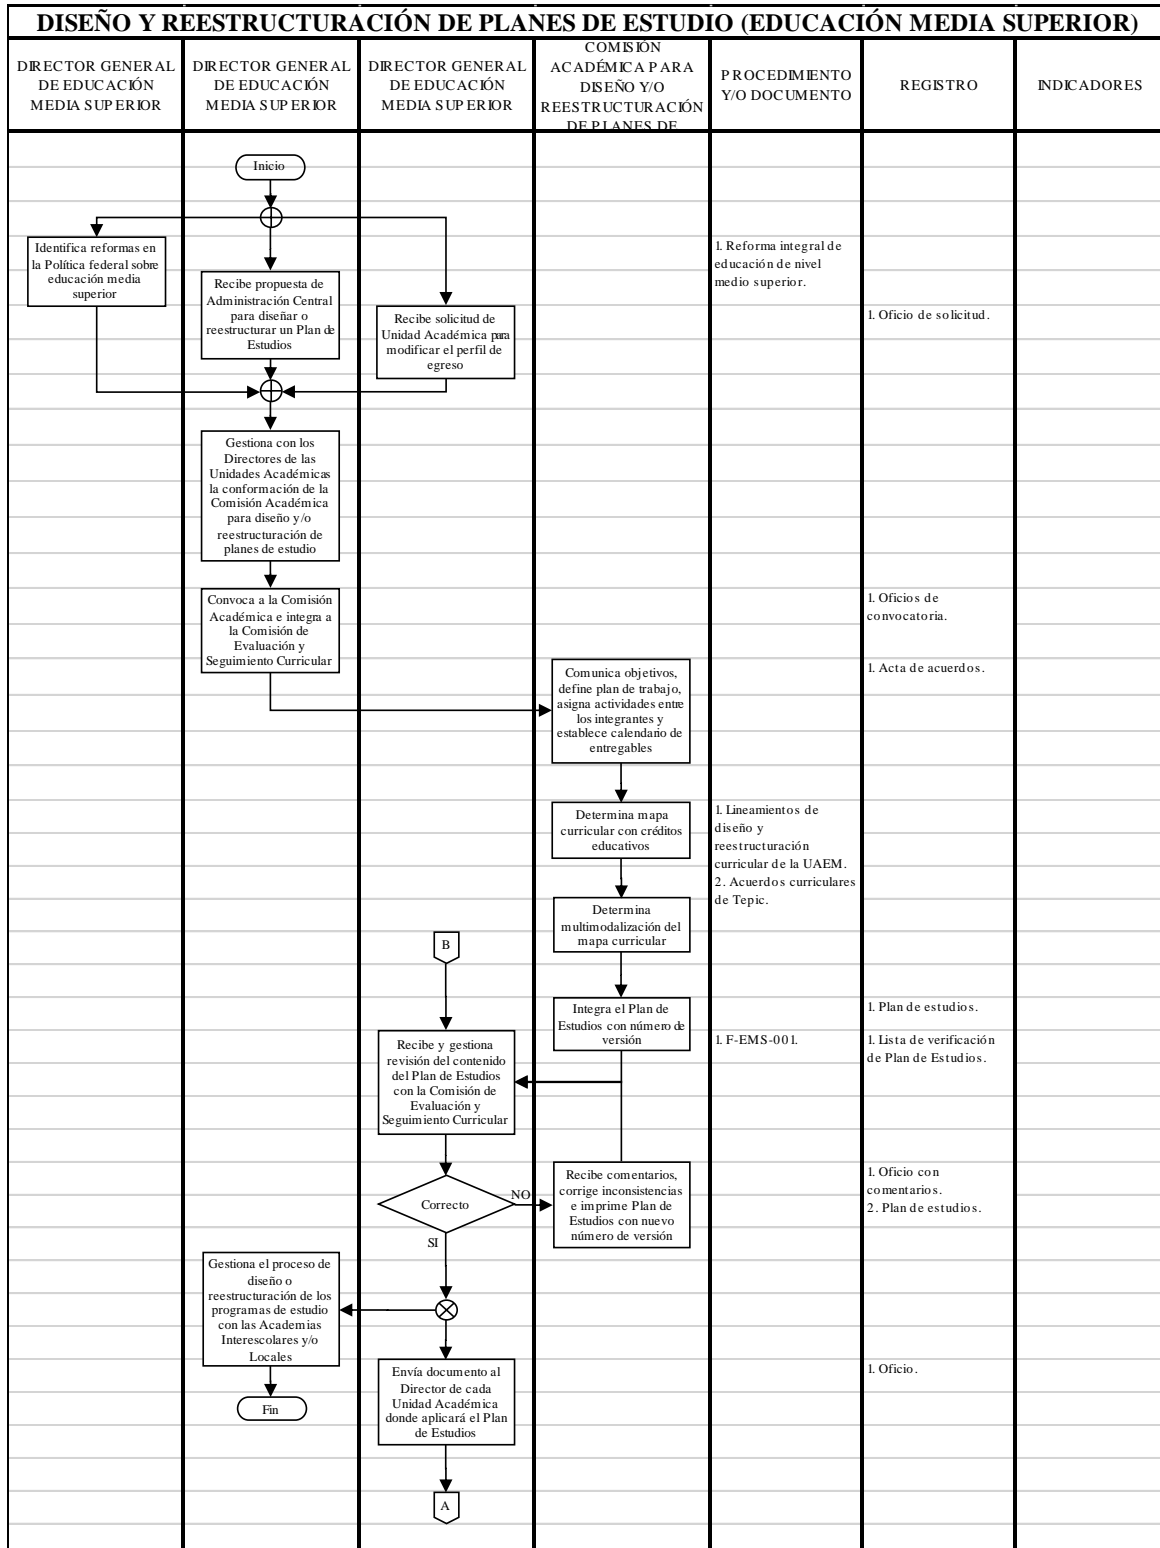 DISEÑO Y REESTRUCTURACIÓN DE PLANES DE ESTUDIO (EDUCACIÓN MEDIA SUPERIOR)
DIRECTOR GENERAL
DE EDUCACIÓN
MEDIA SUPERIOR
DIRECTOR GENERAL
DE EDUCACIÓN
MEDIA SUPERIOR
DIRECTOR GENERAL
DE EDUCACIÓN
MEDIA SUPERIOR
COMISIÓN
ACADÉMICA PARA
DISEÑO Y/O
REESTRUCTURACIÓN
DE PLANES DE
PROCEDIMIENTO
Y/O DOCUMENTO
REGISTRO
INDICADORES
Inicio
Identifica reformas en
la Política federal sobre
educación media
superior
Recibe propuesta de
Administración Central
para diseñar o
reestructurar un Plan de
Estudios
Recibe solicitud de
Unidad Académica para
modificar el perfil de
egreso
1. Reforma integral de
educación de nivel
medio superior.
1. Oficio de solicitud.
Gestiona con los
Directores de las
Unidades Académicas
la conformación de la
Comisión Académica
para diseño y/o
reestructuración de
planes de estudio
Convoca a la Comisión
Académica e integra a
la Comisión de
Evaluación y
Seguimiento Curricular
1. Oficios de
convocatoria.
Comunica objetivos,
define plan de trabajo,
asigna actividades entre
los integrantes y
establece calendario de
entregables
1. Acta de acuerdos.
Determina mapa
curricular con créditos
educativos
1. Lineamientos de
diseño y
reestructuración
curricular de la UAEM.
2. Acuerdos curriculares
de Tepic.
Determina
multimodalización del
mapa curricular
B
Integra el Plan de
Estudios con número de
versión
1. Plan de estudios.
Recibe y gestiona
revisión del contenido
del Plan de Estudios
con la Comisión de
Evaluación y
Seguimiento Curricular
1. F-EMS-001.
1. Lista de verificación
de Plan de Estudios.
Correcto
NO
SI
Recibe comentarios,
corrige inconsistencias
e imprime Plan de
Estudios con nuevo
número de versión
1. Oficio con
comentarios.
2. Plan de estudios.
Gestiona el proceso de
diseño o
reestructuración de los
programas de estudio
con las Academias
Interescolares y/o
Locales
Fin
Envía documento al
Director de cada
Unidad Académica
donde aplicará el Plan
de Estudios
1. Oficio.
A